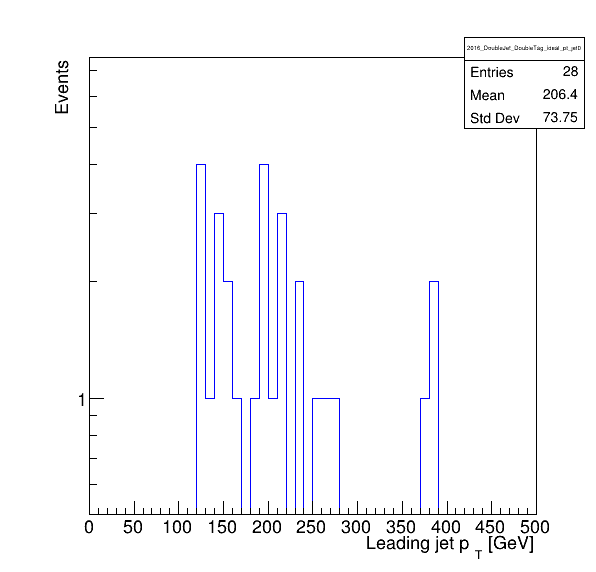 2016_DoubleJet_DoubleTag_ideal_pt_jet0
Entries 28
Mean 206.4
Std Dev 73.75
Events
1
0 50 100 150 200 250 300 350 400 450 500
Leading jet p T [GeV]